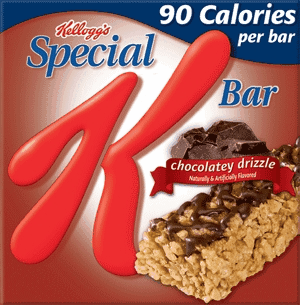 90 Calories
per bar
Kellogg's
Special
K
Bar
chocolatey drizzle
Naturally & Artificially Flavored